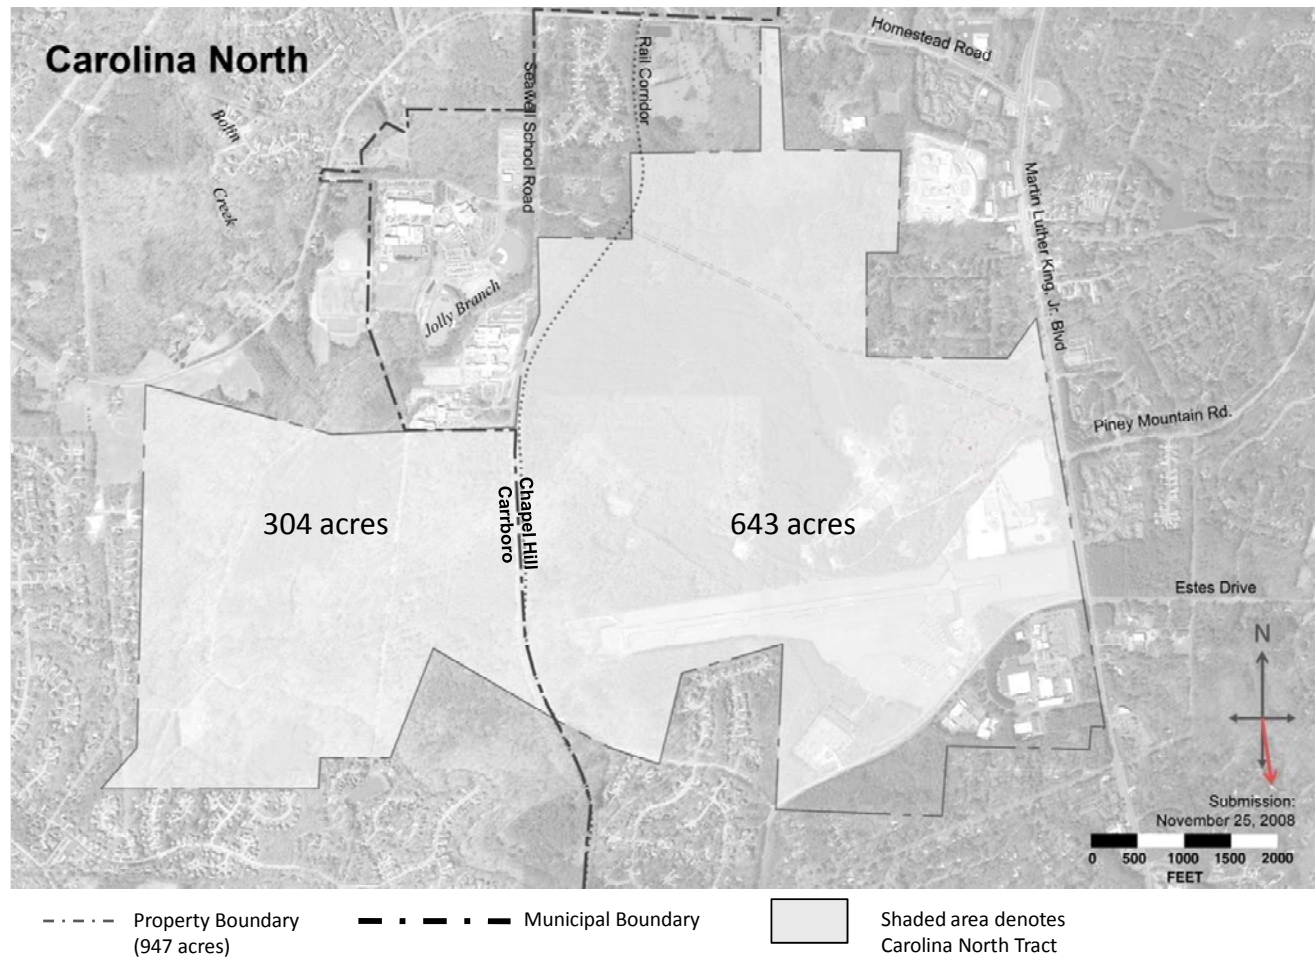 Carolina North
Homestead Road
Rail Corridor
Seawell School Road
Bolin
Creek
Martin Luther King, Jr. Blvd
Jolly Branch
Piney Mountain Rd.
304 acres
Chapel Hill
Carrboro
643 acres
Estes Drive
N
Submission:
November 25, 2008
0 500 1000 1500 2000
FEET
Property Boundary
(947 acres)
Municipal Boundary
Shaded area denotes
Carolina North Tract